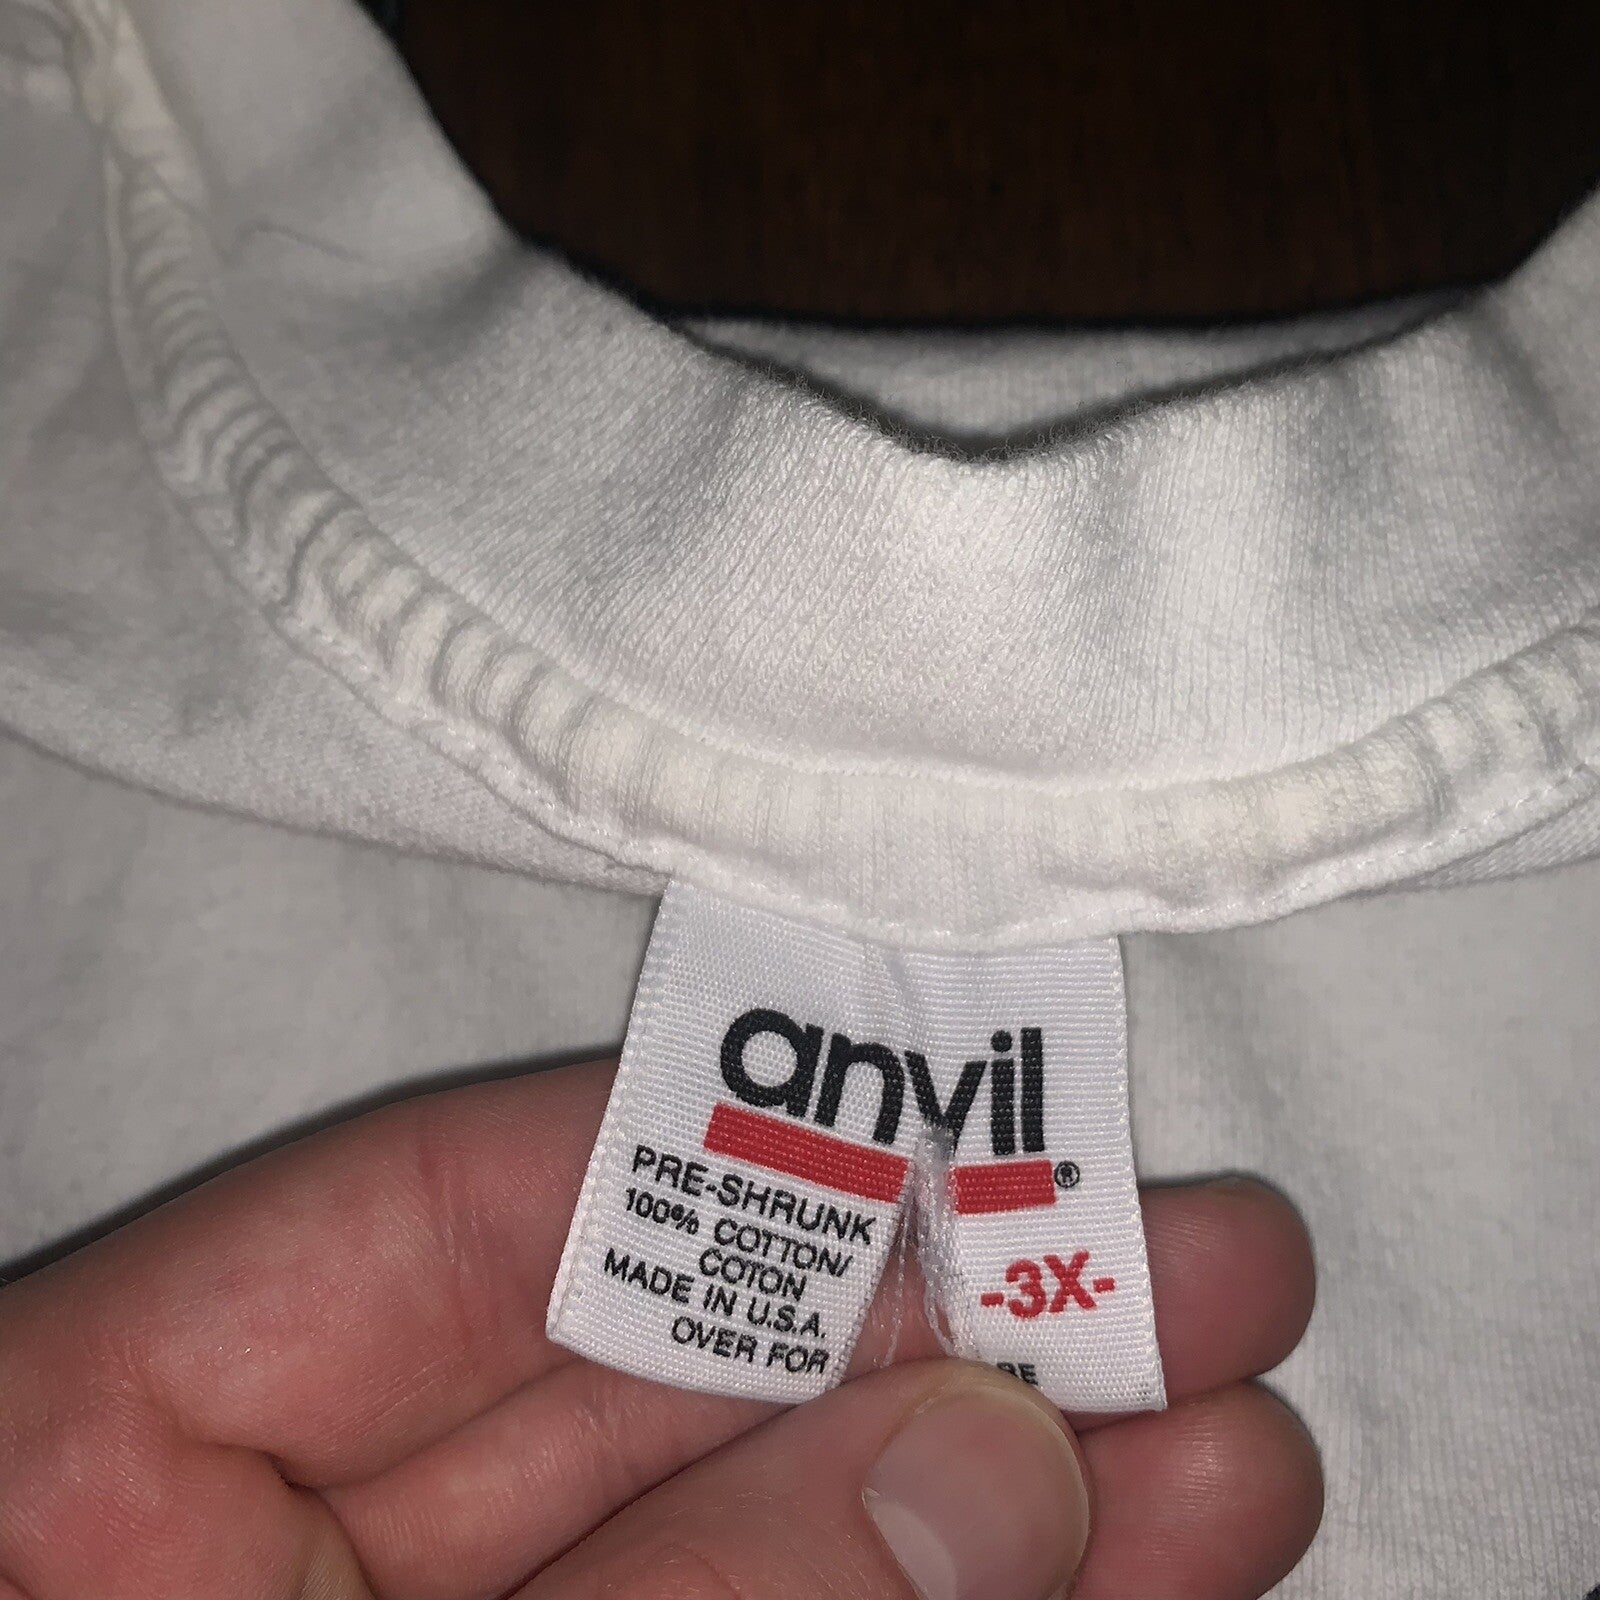 anvil®
PRE-SHRUNK
100% COTTON/
COTON
MADE IN U.S.A.
OVER FOR
-3X-